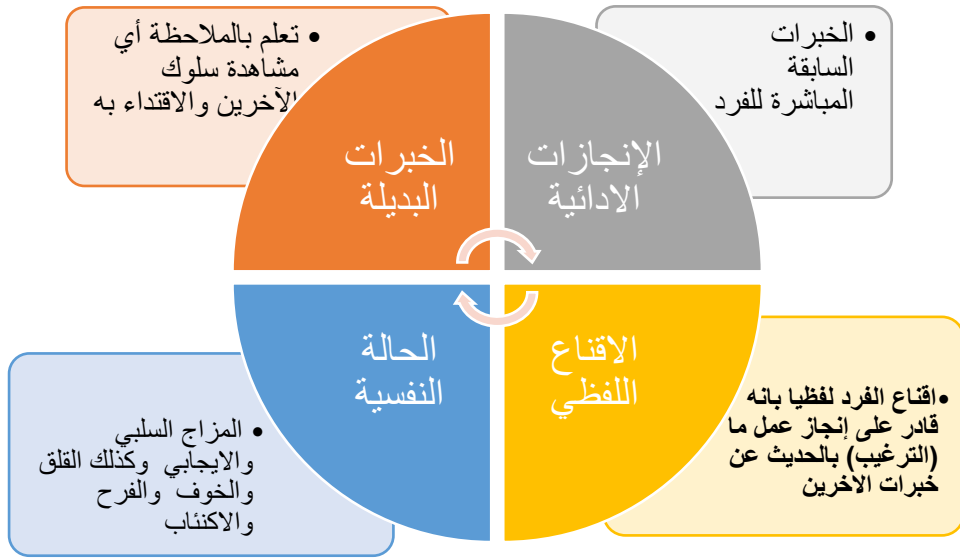 • الخبرات
السابقة
المباشرة للفرد
• تعلم بالملاحظة أي
مشاهدة سلوك
الآخرين والاقتداء به
الإنجازات
الادائية
الخبرات
البديلة
الاقناع
اللفظي
الحالة
النفسية
• اقناع الفرد لفظيا بانه
قادر على إنجاز عمل ما
(الترغيب) بالحديث عن
خبرات الاخرين
• المزاج السلبي
والايجابي وكذلك القلق
والخوف والفرح
والاكتئاب